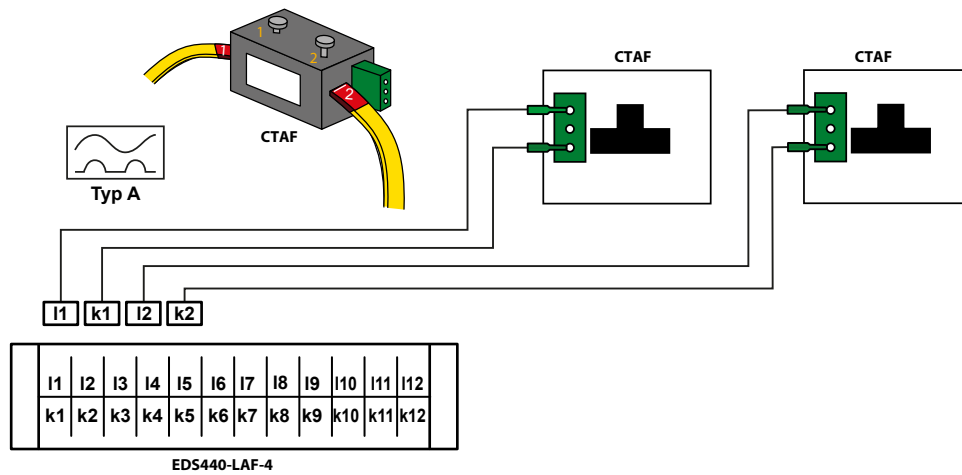 1
2
1
2
CTAF
CTAF
CTAF
Typ A
l1 k1 l2 k2
l1 l2 l3 l4 l5 l6 l7 l8 l9 l10 l11 l12
k1 k2 k3 k4 k5 k6 k7 k8 k9 k10 k11 k12
EDS440-LAF-4